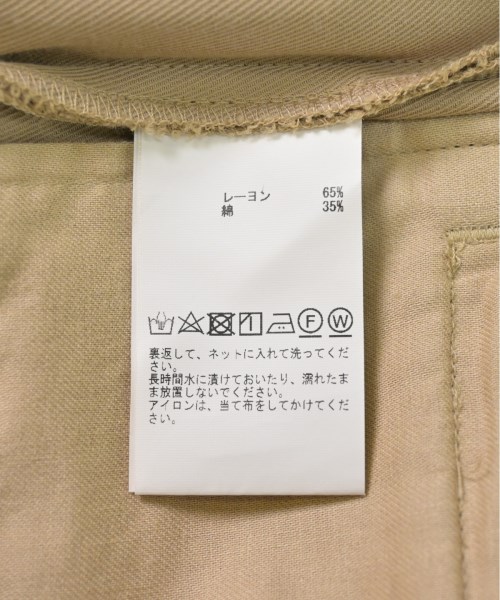 レーヨン 65%
綿 35%
F W
裏返して、ネットに入れて洗ってくだ
さい。
長時間水に漬けておいたり、濡れたま
まま放置しないでください。
アイロンは、当て布をしてかけてくだ
さい。